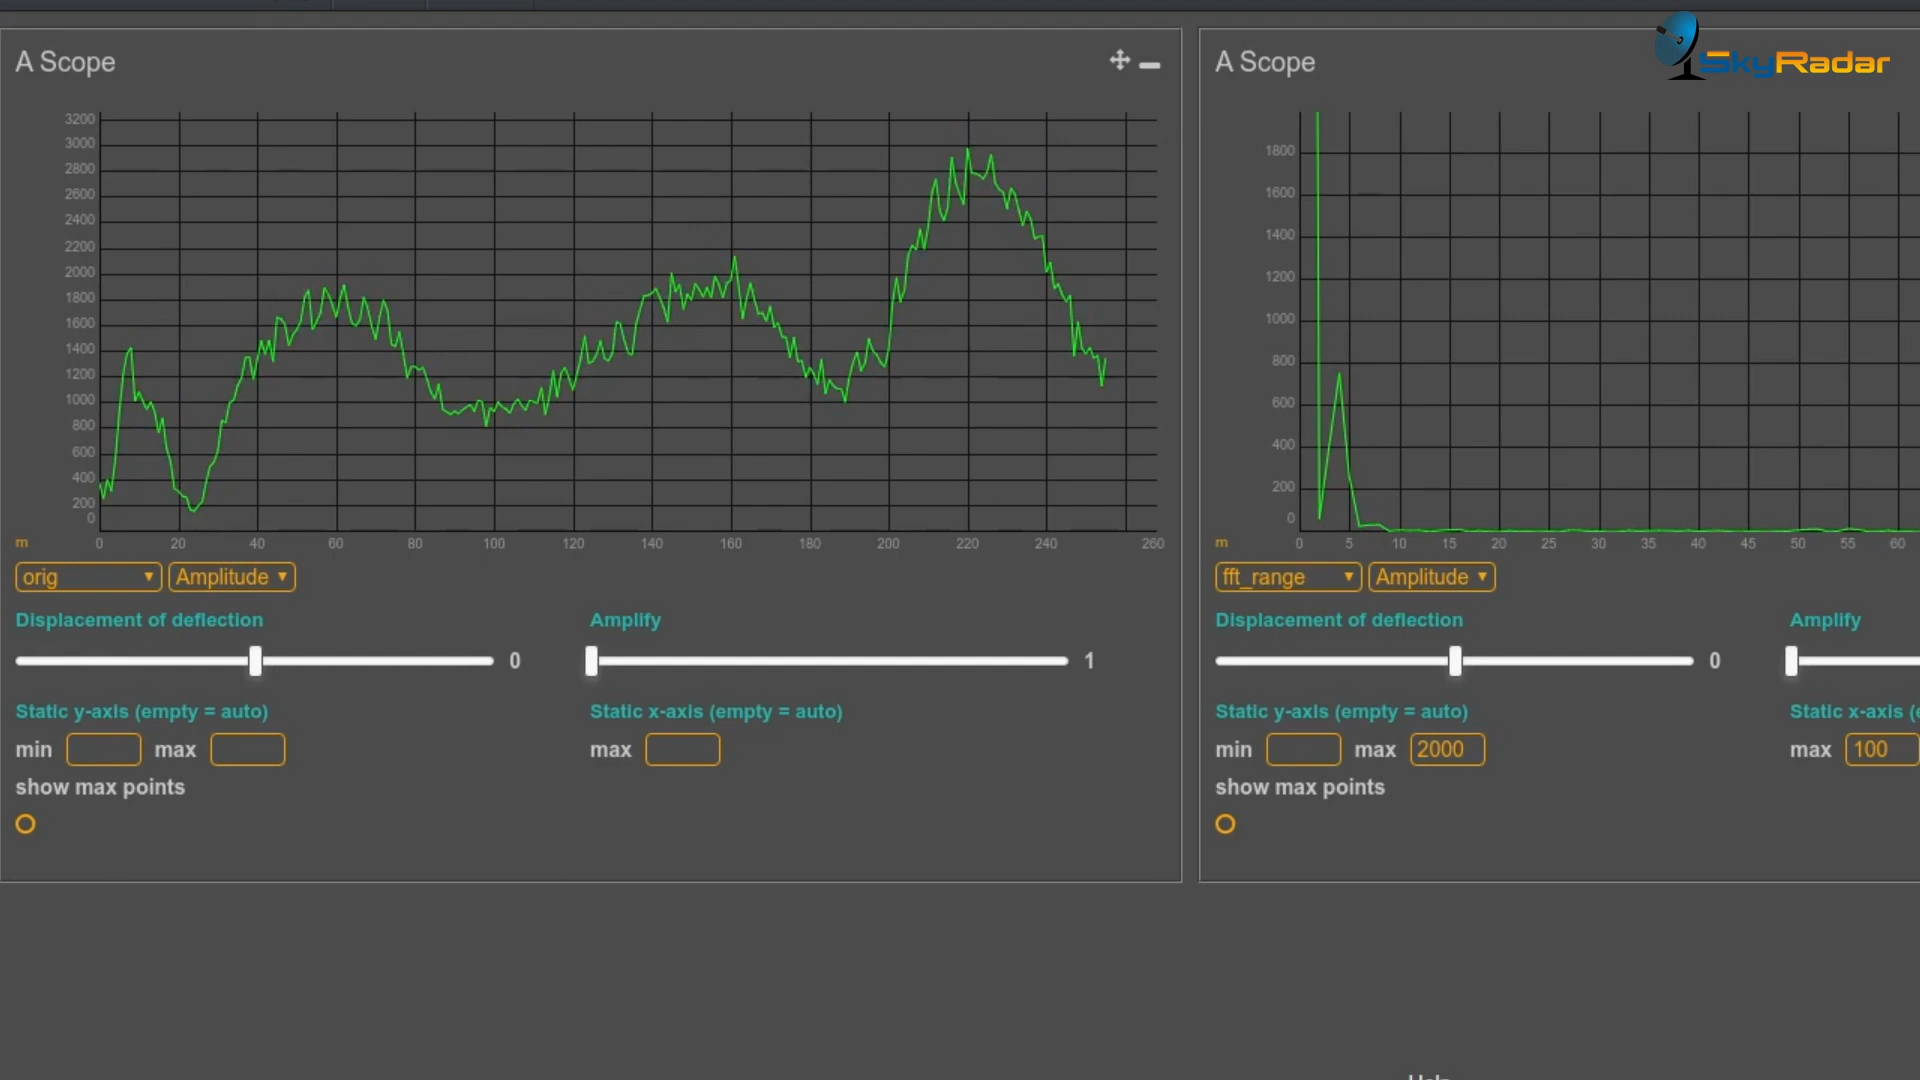 A Scope
3200
3000
2800
2600
2400
2200
2000
1800
1600
1400
1200
1000
800
600
400
200
0
m 0 20 40 60 80 100 120 140 160 180 200 220 240 260
orig ▼ Amplitude ▼
Displacement of deflection Amplify
0 1
Static y-axis (empty = auto) Static x-axis (empty = auto)
min max max
show max points
A Scope
SkyRadar
1800
1600
1400
1200
1000
800
600
400
200
0
m 0 5 10 15 20 25 30 35 40 45 50 55 60
fft_range ▼ Amplitude ▼
Displacement of deflection Amplify
0
Static y-axis (empty = auto) Static x-axis (
min max 2000 max 100
show max points